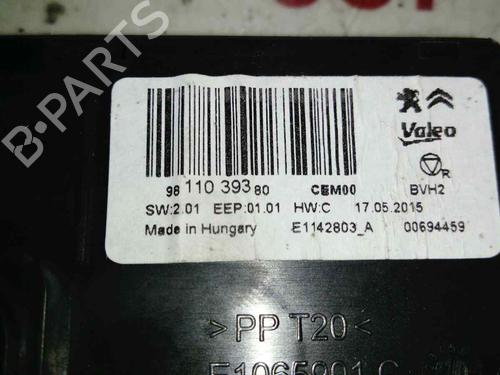 Valeo
R
98 110 393 80 CEM00 BVH2
SW:2.01 EEP:01.01 HW:C 17.05.2015
Made in Hungary E1142803_A 00694459
>PP T20<